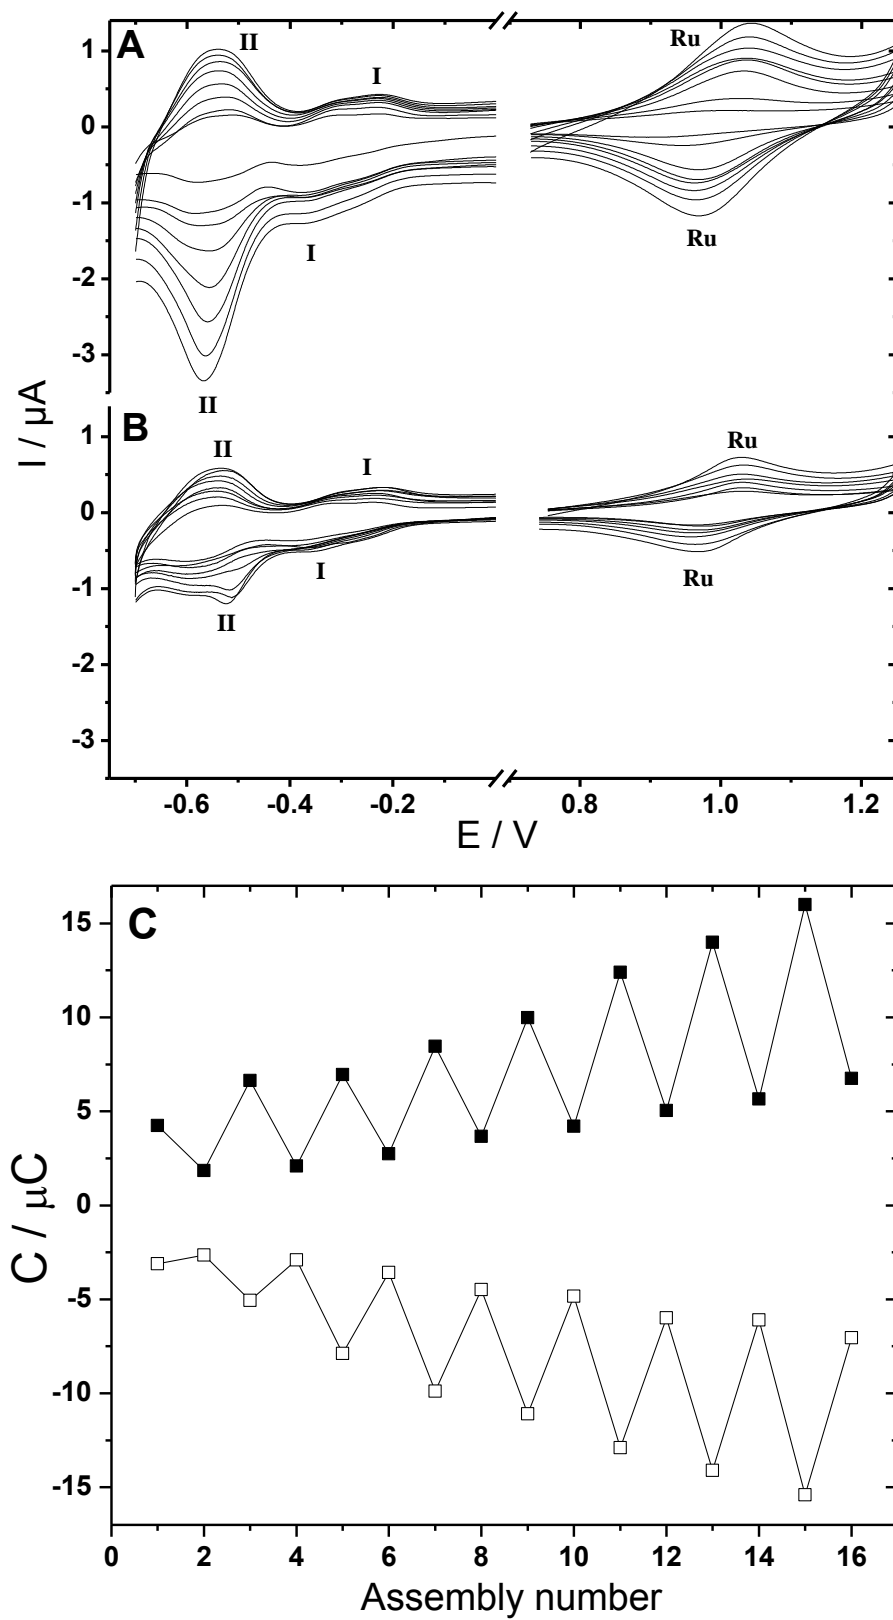 A
II
I
Ru
1
0
-1
-2
-3
I
Ru
II
I / µA
B
II
I
Ru
1
0
-1
-2
-3
I
Ru
II
-0.6 -0.4 -0.2 0.8 1.0 1.2
E / V
C
15
10
5
0
-5
-10
-15
C / µC
0 2 4 6 8 10 12 14 16
Assembly number